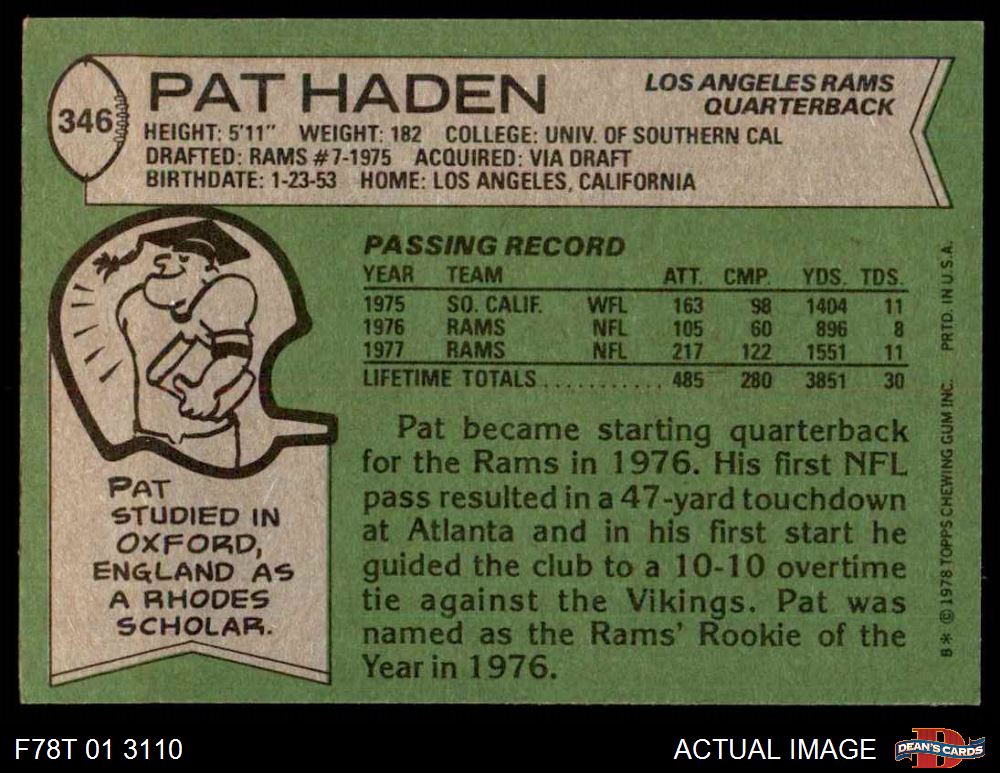 346
PAT HADEN
LOS ANGELES RAMS
QUARTERBACK
HEIGHT: 5'11" WEIGHT: 182 COLLEGE: UNIV. OF SOUTHERN CAL
DRAFTED: RAMS #7-1975 ACQUIRED: VIA DRAFT
BIRTHDATE: 1-23-53 HOME: LOS ANGELES, CALIFORNIA
PASSING RECORD
YEAR TEAM ATT. CMP. YDS. TDS.
1975 SO. CALIF. WFL 163 98 1404 11
1976 RAMS NFL 105 60 896 8
1977 RAMS NFL 217 122 1551 11
LIFETIME TOTALS........... 485 280 3851 30
Pat became starting quarterback
for the Rams in 1976. His first NFL
pass resulted in a 47-yard touchdown
at Atlanta and in his first start he
guided the club to a 10-10 overtime
tie against the Vikings. Pat was
named as the Rams' Rookie of the
Year in 1976.
PAT
STUDIED IN
OXFORD,
ENGLAND AS
A RHODES
SCHOLAR.
B* © 1978 TOPPS CHEWING GUM INC. PRTD. IN U.S.A.
F78T 01 3110
ACTUAL IMAGE
D
DEAN'S CARDS